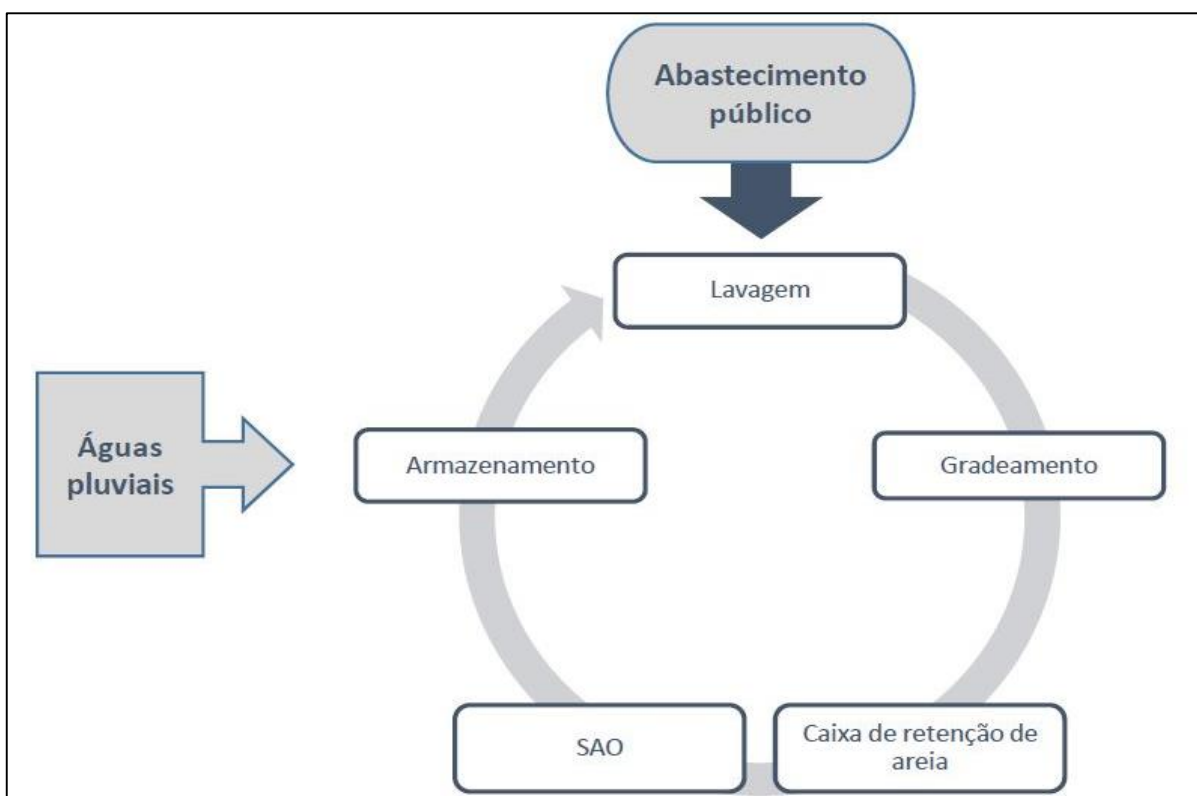 Abastecimento
público
Lavagem
Águas
pluviais
Armazenamento
Gradeamento
SAO
Caixa de retenção de
areia